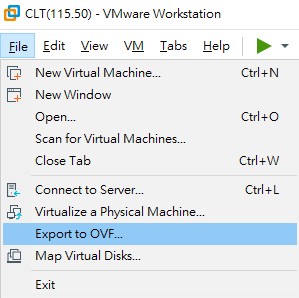 CLT(115.50) - VMware Workstation
File Edit View VM Tabs Help
New Virtual Machine... Ctrl+N
New Window
Open... Ctrl+O
Scan for Virtual Machines...
Close Tab Ctrl+W
Connect to Server... Ctrl+L
Virtualize a Physical Machine...
Export to OVF...
Map Virtual Disks...
Exit